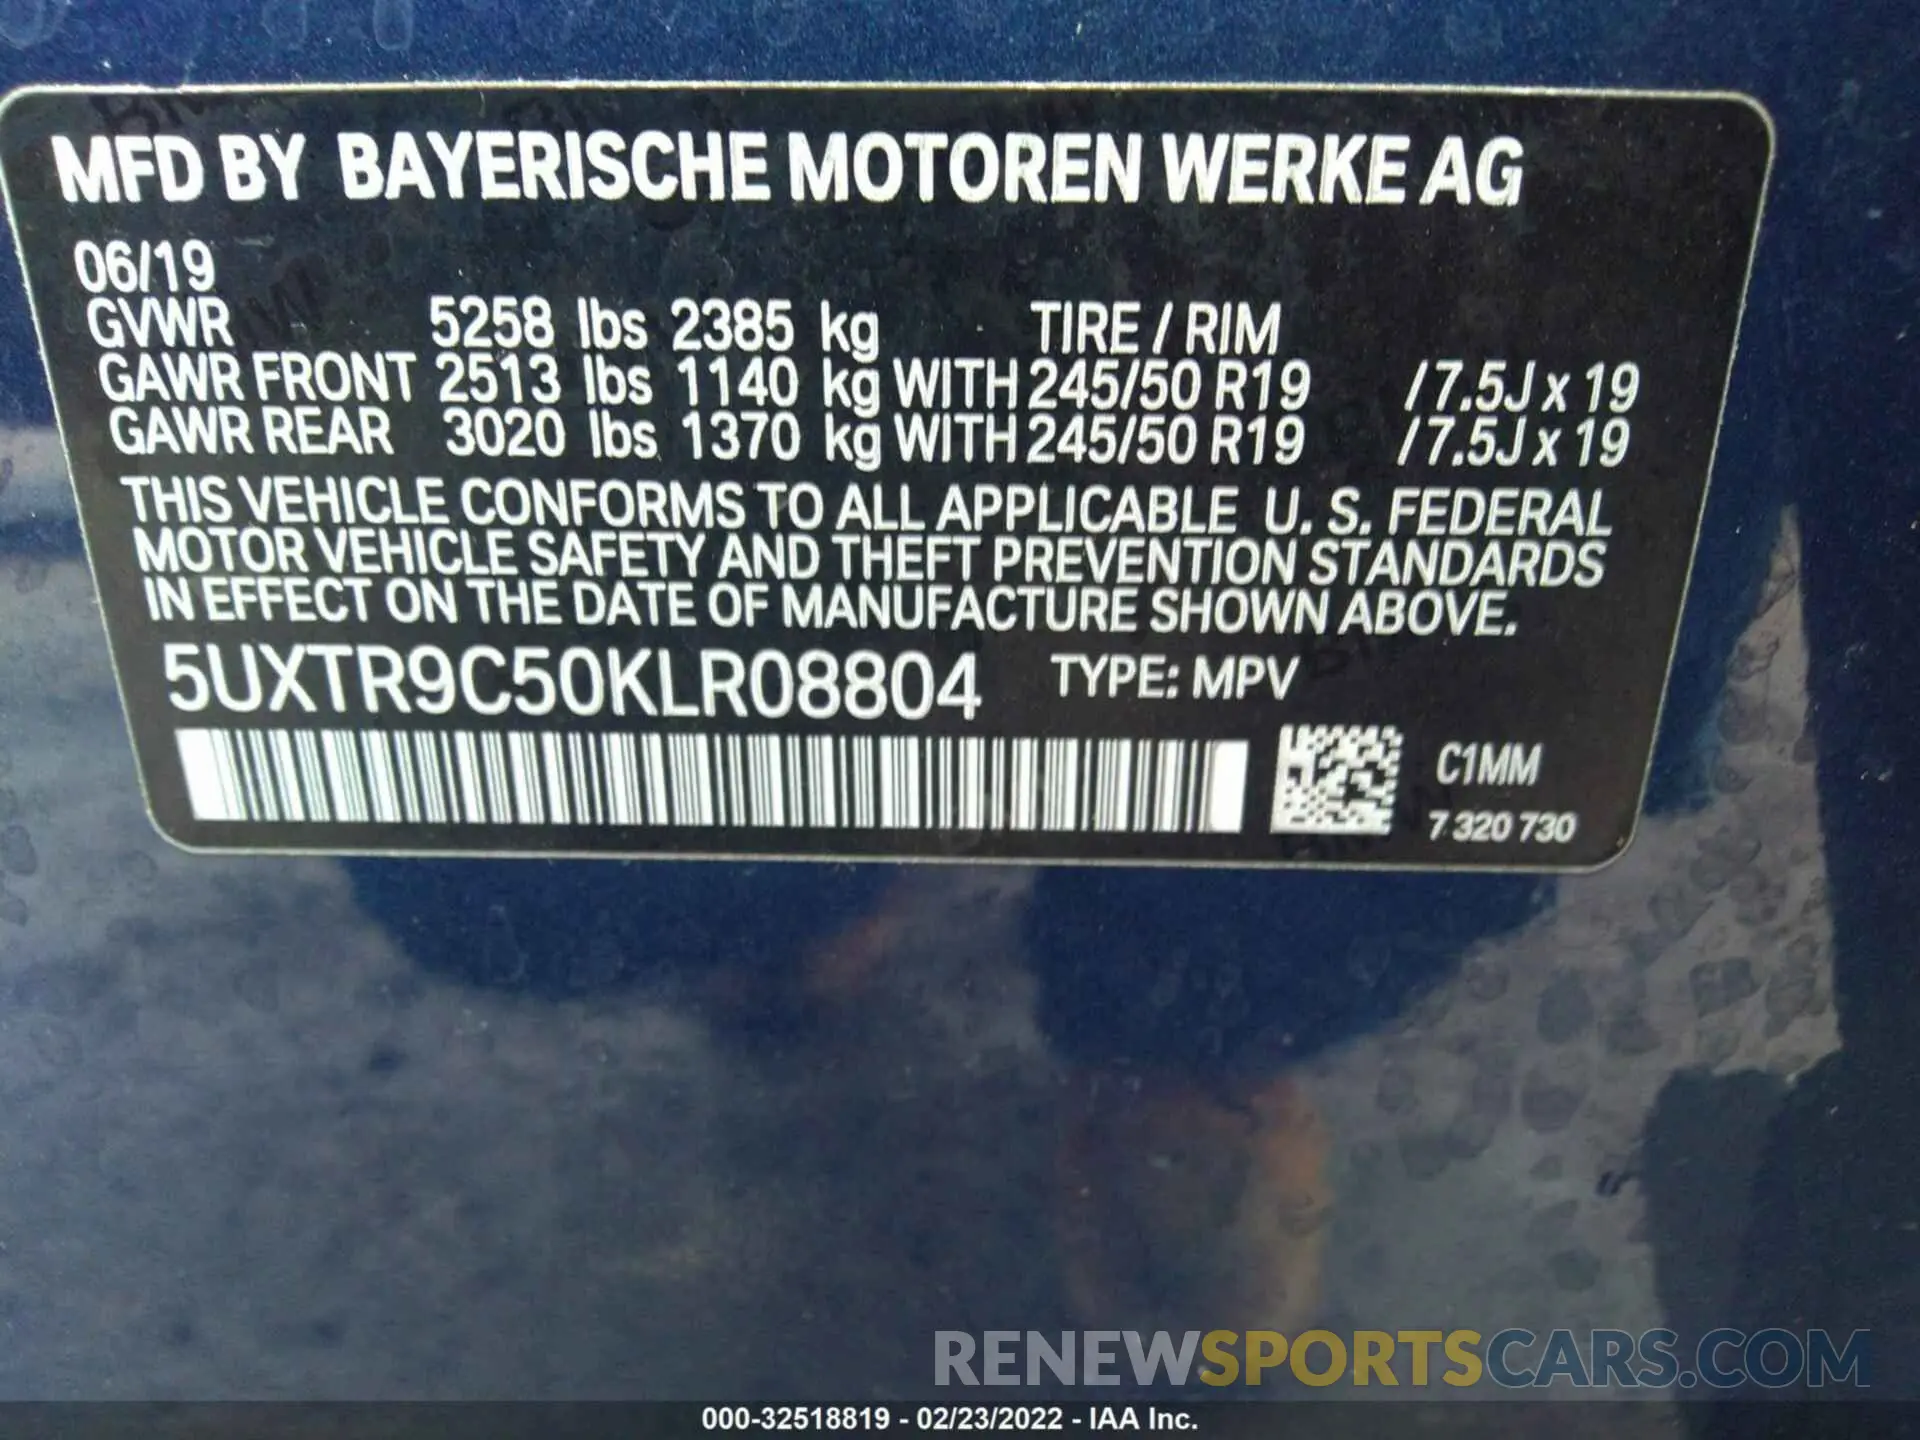 MFD BY BAYERISCHE MOTOREN WERKE AG
06/19
GVWR 5258 lbs 2385 kg TIRE / RIM
GAWR FRONT 2513 lbs 1140 kg WITH 245/50 R19 / 7.5J x 19
GAWR REAR 3020 lbs 1370 kg WITH 245/50 R19 / 7.5J x 19
THIS VEHICLE CONFORMS TO ALL APPLICABLE U. S. FEDERAL
MOTOR VEHICLE SAFETY AND THEFT PREVENTION STANDARDS
IN EFFECT ON THE DATE OF MANUFACTURE SHOWN ABOVE.
5UXTR9C50KLR08804 TYPE: MPV
C1MM
7 320 730
RENEWSPORTSCARS.COM
000-32518819 - 02/23/2022 - IAA Inc.